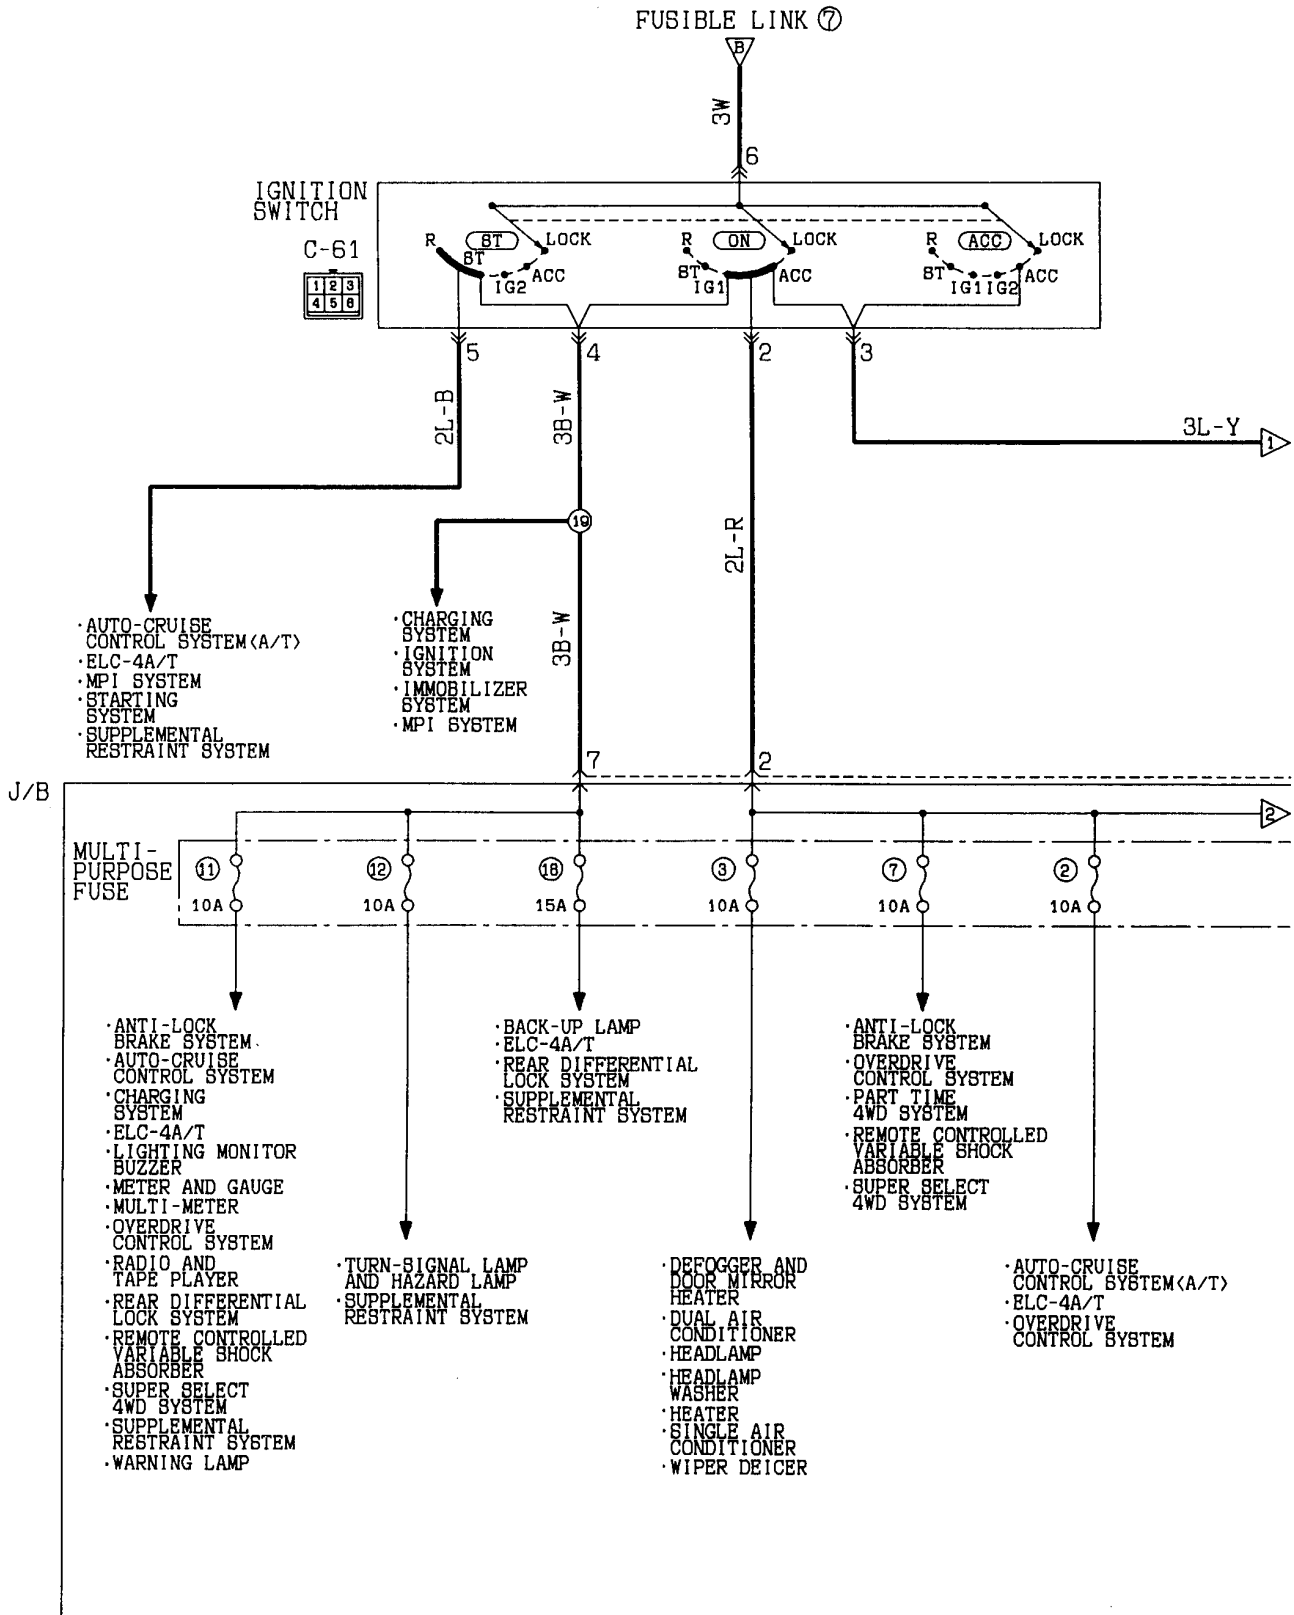 FUSIBLE LINK ⑦
B
3W
6
IGNITION
SWITCH
C-61
1 2 3
4 5 6
R ST LOCK
ST
IG2 ACC
R ON LOCK
ST
IG1 ACC
R ACC LOCK
ST
IG1 IG2 ACC
5 4 2 3
2L-B
3B-W
3L-Y
1
19
2L-R
3B-W
·AUTO-CRUISE
CONTROL SYSTEM<A/T>
·ELC-4A/T
·MPI SYSTEM
·STARTING
SYSTEM
·SUPPLEMENTAL
RESTRAINT SYSTEM
·CHARGING
SYSTEM
·IGNITION
SYSTEM
·IMMOBILIZER
SYSTEM
·MPI SYSTEM
7 2
J/B
2
MULTI-
PURPOSE
FUSE
⑪ ⑫ ⑱ ③ ⑦ ②
10A 10A 15A 10A 10A 10A
·ANTI-LOCK
BRAKE SYSTEM
·AUTO-CRUISE
CONTROL SYSTEM
·CHARGING
SYSTEM
·ELC-4A/T
·LIGHTING MONITOR
BUZZER
·METER AND GAUGE
·MULTI-METER
·OVERDRIVE
CONTROL SYSTEM
·RADIO AND
TAPE PLAYER
·REAR DIFFERENTIAL
LOCK SYSTEM
·REMOTE CONTROLLED
VARIABLE SHOCK
ABSORBER
·SUPER SELECT
4WD SYSTEM
·SUPPLEMENTAL
RESTRAINT SYSTEM
·WARNING LAMP
·TURN-SIGNAL LAMP
AND HAZARD LAMP
·SUPPLEMENTAL
RESTRAINT SYSTEM
·BACK-UP LAMP
·ELC-4A/T
·REAR DIFFERENTIAL
LOCK SYSTEM
·SUPPLEMENTAL
RESTRAINT SYSTEM
·DEFOGGER AND
DOOR MIRROR
HEATER
·DUAL AIR
CONDITIONER
·HEADLAMP
·HEADLAMP
WASHER
·HEATER
·SINGLE AIR
CONDITIONER
·WIPER DEICER
·ANTI-LOCK
BRAKE SYSTEM
·OVERDRIVE
CONTROL SYSTEM
·PART TIME
4WD SYSTEM
·REMOTE CONTROLLED
VARIABLE SHOCK
ABSORBER
·SUPER SELECT
4WD SYSTEM
·AUTO-CRUISE
CONTROL SYSTEM<A/T>
·ELC-4A/T
·OVERDRIVE
CONTROL SYSTEM